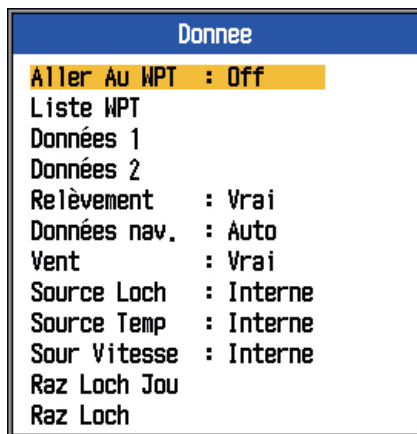 Donnee
Aller Au WPT : Off
Liste WPT
Données 1
Données 2
Relèvement : Vrai
Données nav. : Auto
Vent : Vrai
Source Loch : Interne
Source Temp : Interne
Sour Vitesse : Interne
Raz Loch Jou
Raz Loch